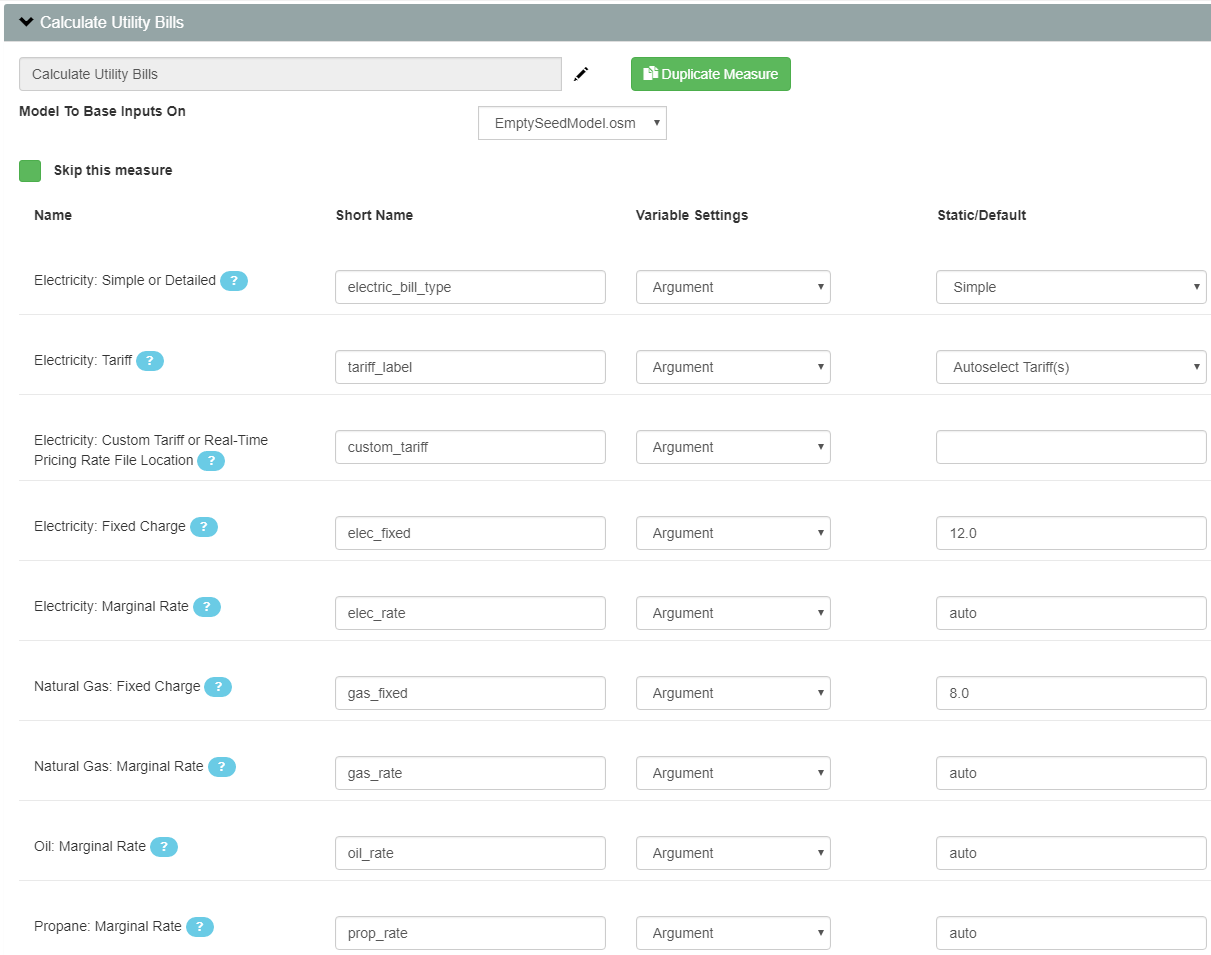 Calculate Utility Bills
Calculate Utility Bills Duplicate Measure
Model To Base Inputs On
EmptySeedModel.osm
Skip this measure
Name Short Name Variable Settings Static/Default
Electricity: Simple or Detailed ? electric_bill_type Argument Simple
Electricity: Tariff ? tariff_label Argument Autoselect Tariff(s)
Electricity: Custom Tariff or Real-Time
Pricing Rate File Location ? custom_tariff Argument
Electricity: Fixed Charge ? elec_fixed Argument 12.0
Electricity: Marginal Rate ? elec_rate Argument auto
Natural Gas: Fixed Charge ? gas_fixed Argument 8.0
Natural Gas: Marginal Rate ? gas_rate Argument auto
Oil: Marginal Rate ? oil_rate Argument auto
Propane: Marginal Rate ? prop_rate Argument auto